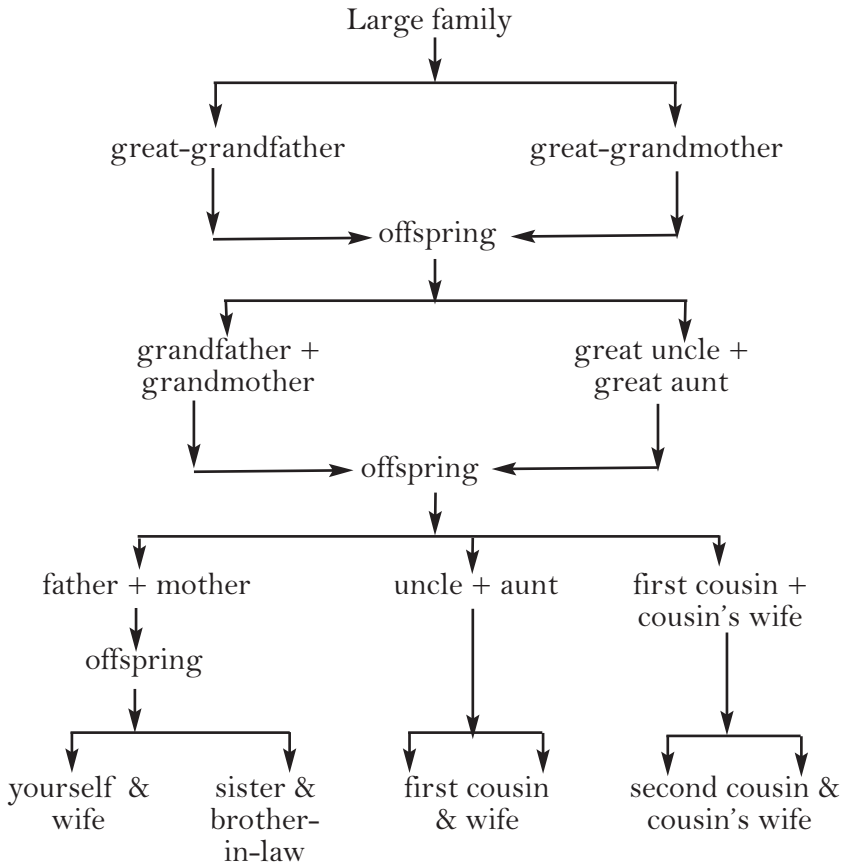 Large family
great-grandfather
great-grandmother
offspring
grandfather +
grandmother
great uncle +
great aunt
offspring
father + mother
uncle + aunt
first cousin +
cousin’s wife
offspring
yourself &
wife
sister &
brother-
in-law
first cousin
& wife
second cousin &
cousin’s wife